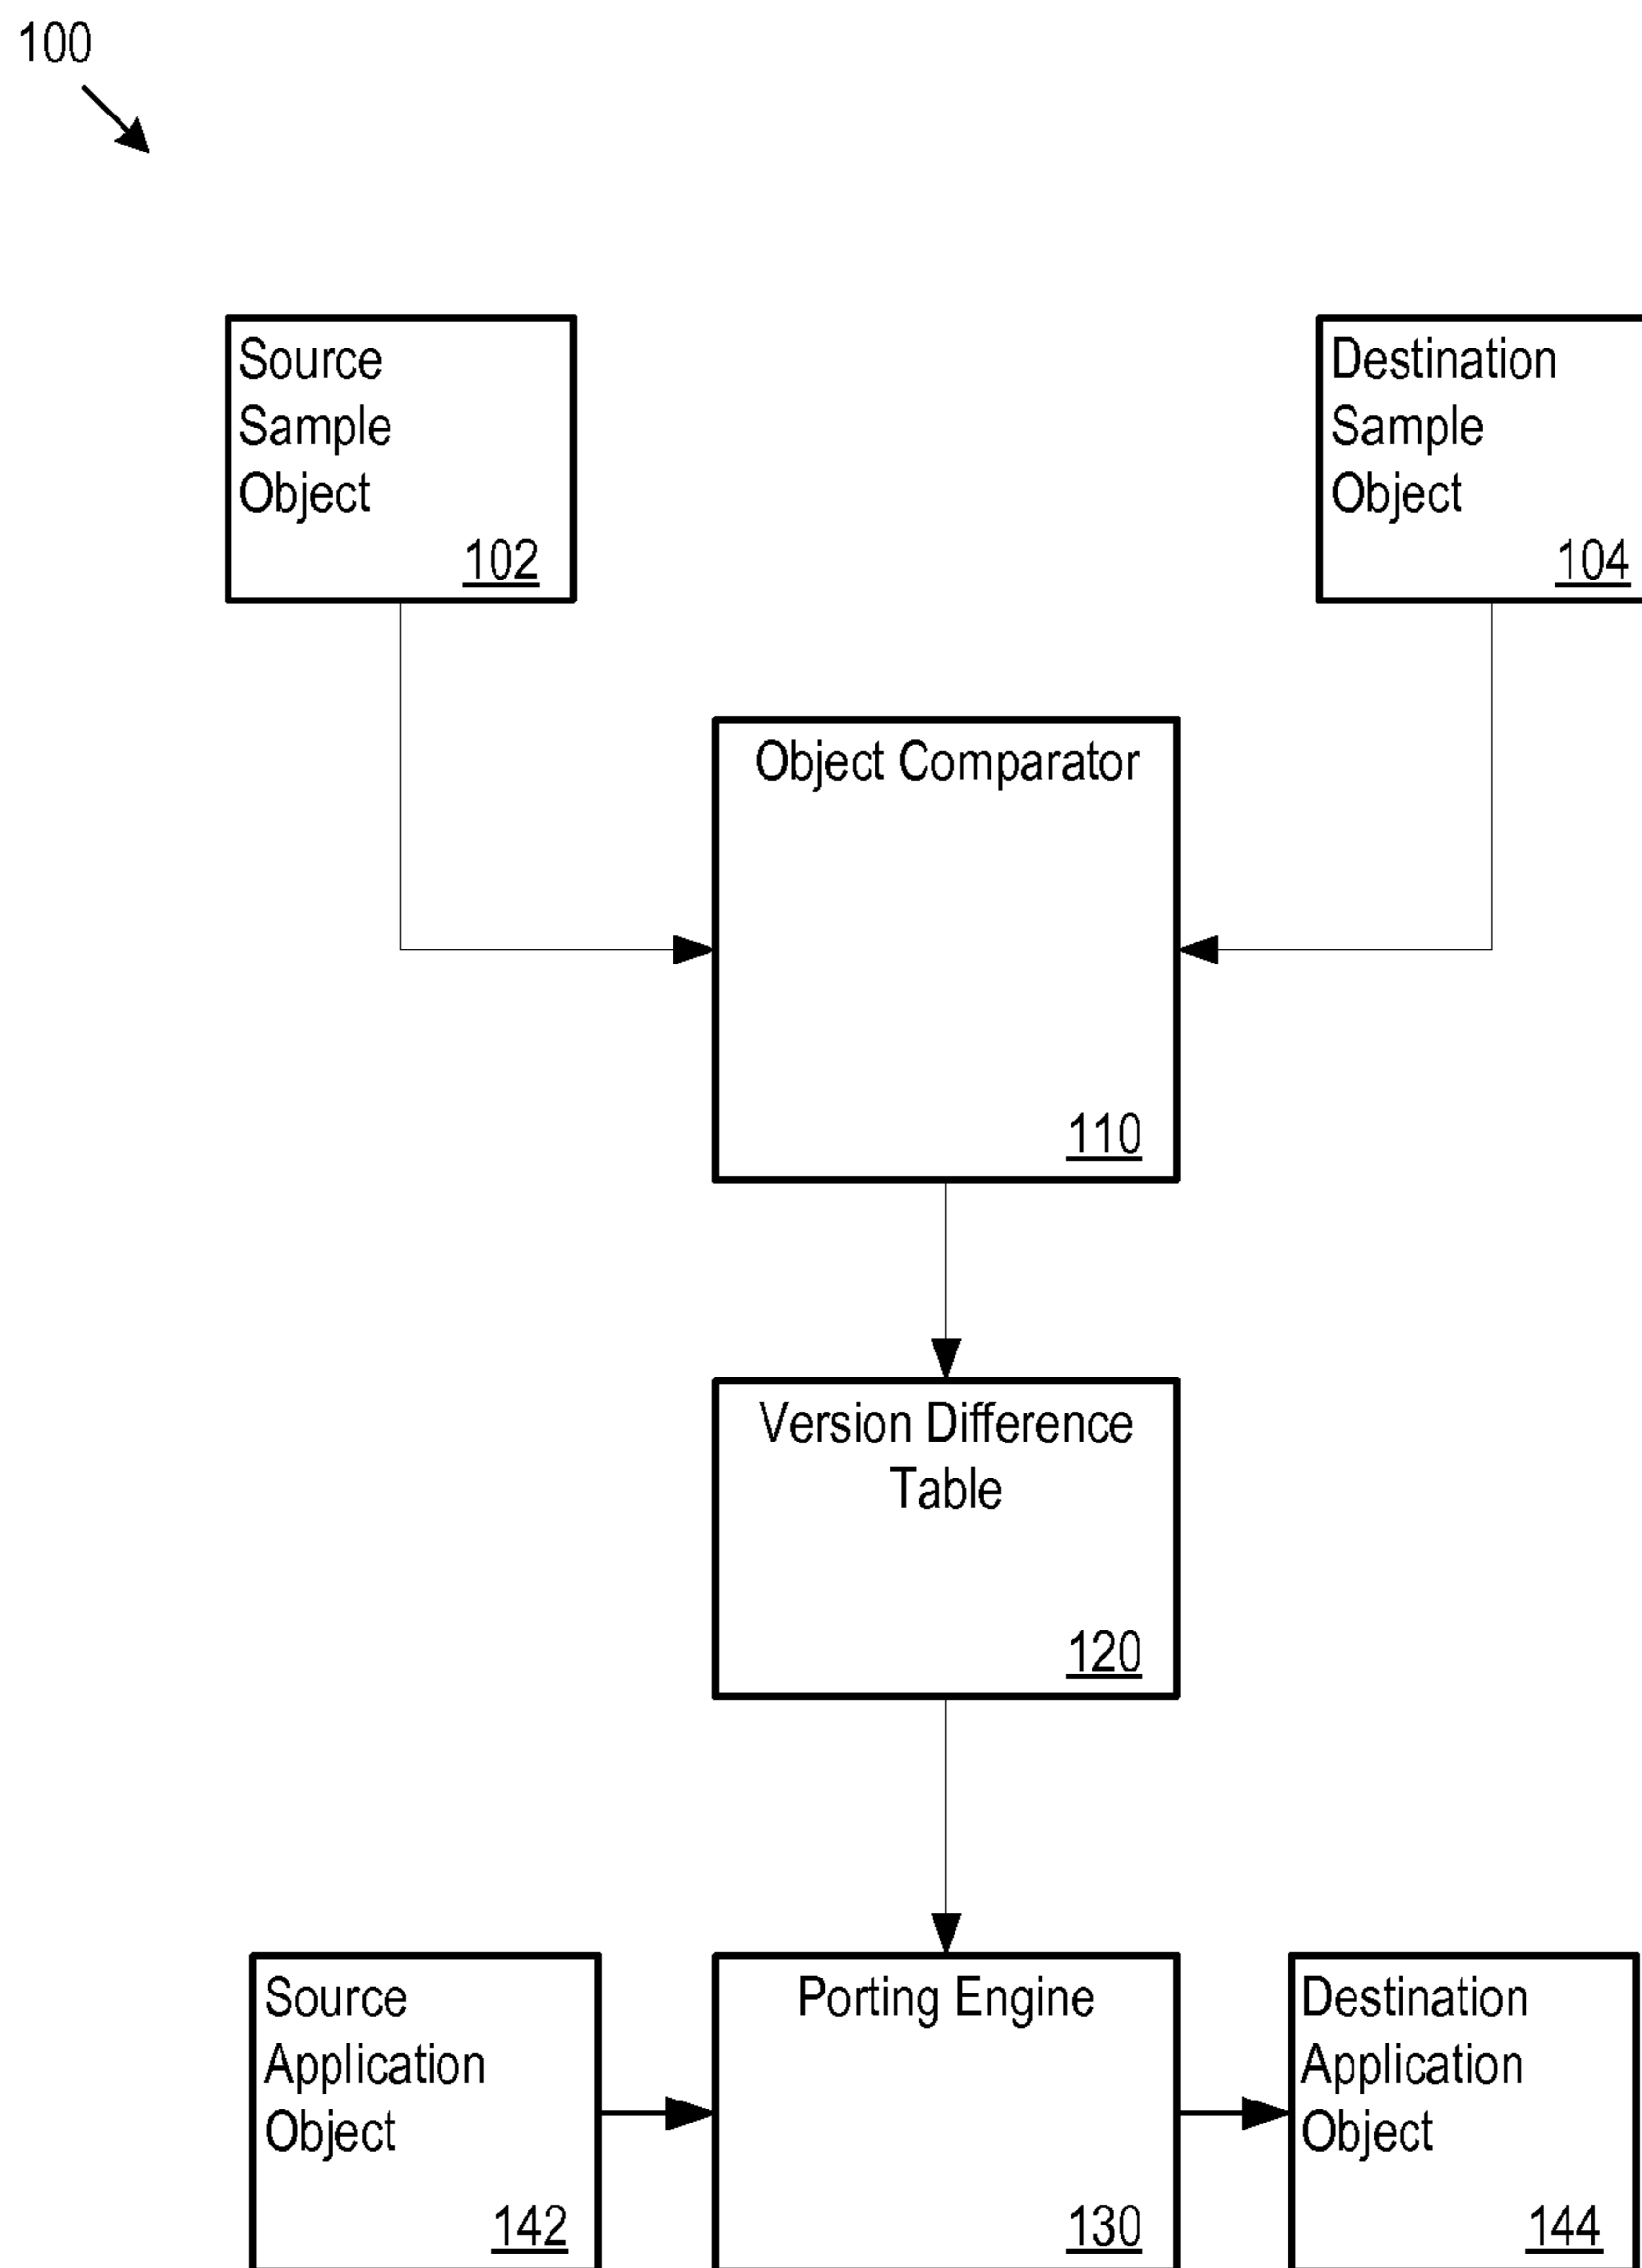 100
Source
Sample
Object
102
Destination
Sample
Object
104
Object Comparator
110
Version Difference
Table
120
Source
Application
Object
142
Porting Engine
130
Destination
Application
Object
144